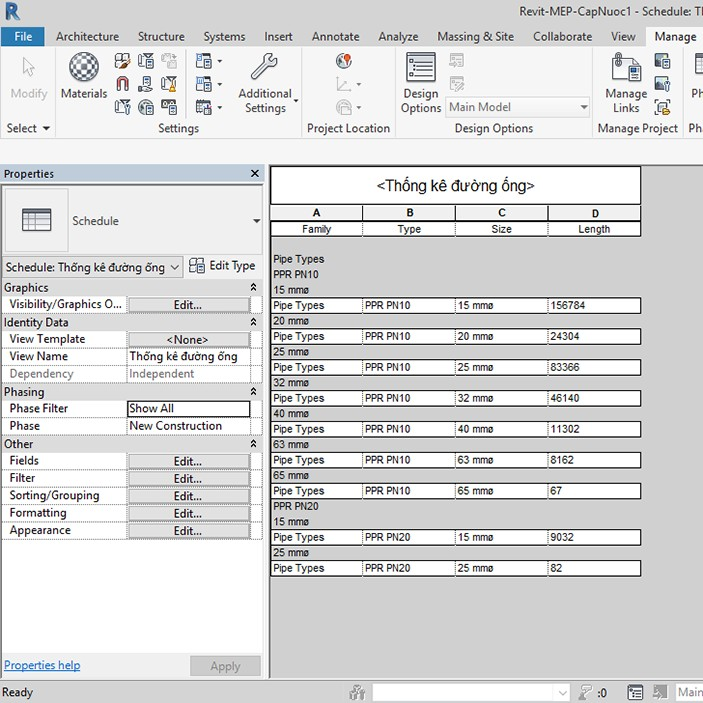 Revit-MEP-CapNuoc1 - Schedule: Th
File Architecture Structure Systems Insert Annotate Analyze Massing & Site Collaborate View Manage
Modify
Materials
Additional Settings
Design Options
Main Model
Manage Links
Ph
Select Settings Project Location Design Options Manage Project Pha
Properties
Schedule
Schedule: Thống kê đường ống Edit Type
Graphics
Visibility/Graphics O... Edit...
Identity Data
View Template <None>
View Name Thống kê đường ống
Dependency Independent
Phasing
Phase Filter Show All
Phase New Construction
Other
Fields Edit...
Filter Edit...
Sorting/Grouping Edit...
Formatting Edit...
Appearance Edit...
Properties help Apply
<Thống kê đường ống>
A B C D
Family Type Size Length
Pipe Types
PPR PN10
15 mmø
Pipe Types PPR PN10 15 mmø 156784
20 mmø
Pipe Types PPR PN10 20 mmø 24304
25 mmø
Pipe Types PPR PN10 25 mmø 83366
32 mmø
Pipe Types PPR PN10 32 mmø 46140
40 mmø
Pipe Types PPR PN10 40 mmø 11302
63 mmø
Pipe Types PPR PN10 63 mmø 8162
65 mmø
Pipe Types PPR PN10 65 mmø 67
PPR PN20
15 mmø
Pipe Types PPR PN20 15 mmø 9032
25 mmø
Pipe Types PPR PN20 25 mmø 82
Ready :0 Main